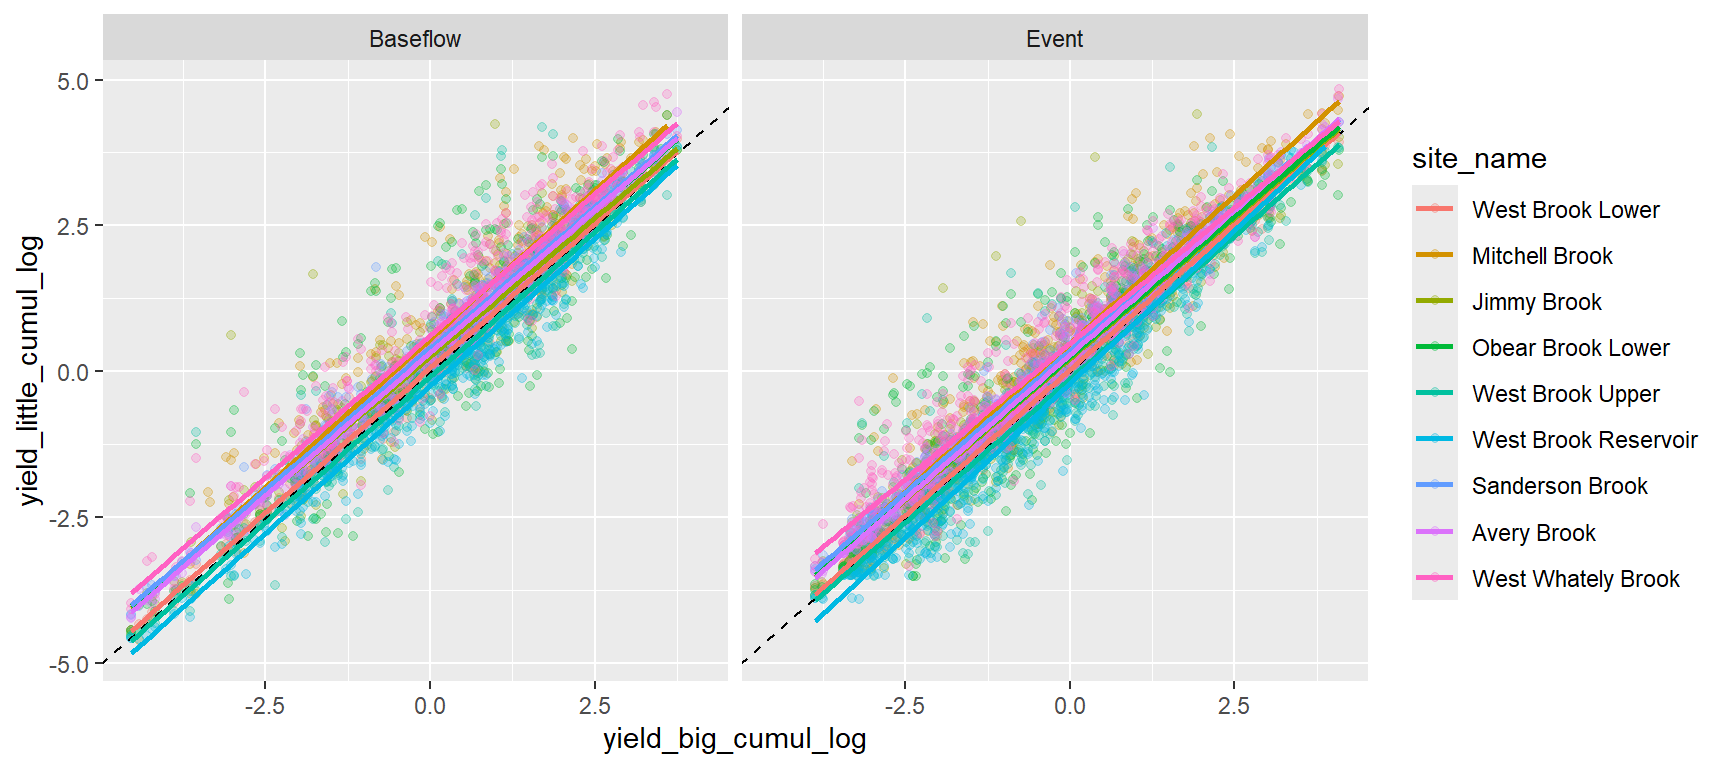 Baseflow
Event
5.0
2.5
0.0
-2.5
-5.0
yield_little_cumul_log
-2.5
0.0
2.5
-2.5
0.0
2.5
yield_big_cumul_log
site_name
West Brook Lower
Mitchell Brook
Jimmy Brook
Obear Brook Lower
West Brook Upper
West Brook Reservoir
Sanderson Brook
Avery Brook
West Whately Brook